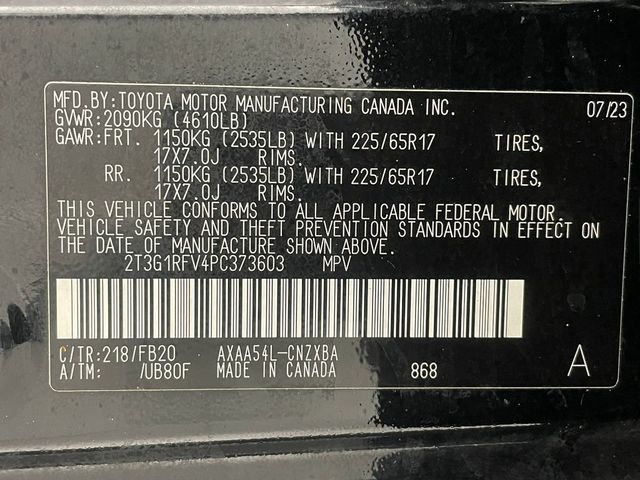 MFD.BY:TOYOTA MOTOR MANUFACTURING CANADA INC. 07/23
GVWR:2090KG (4610LB)
GAWR:FRT. 1150KG (2535LB) WITH 225/65R17 TIRES,
17X7.0J RIMS.
RR. 1150KG (2535LB) WITH 225/65R17 TIRES,
17X7.0J RIMS.
THIS VEHICLE CONFORMS TO ALL APPLICABLE FEDERAL MOTOR
VEHICLE SAFETY AND THEFT PREVENTION STANDARDS IN EFFECT ON
THE DATE OF MANUFACTURE SHOWN ABOVE.
2T3G1RFV4PC373603 MPV
C/TR:218/FB20 AXAA54L-CNZXBA
A/TM: /UB80F MADE IN CANADA 868 A